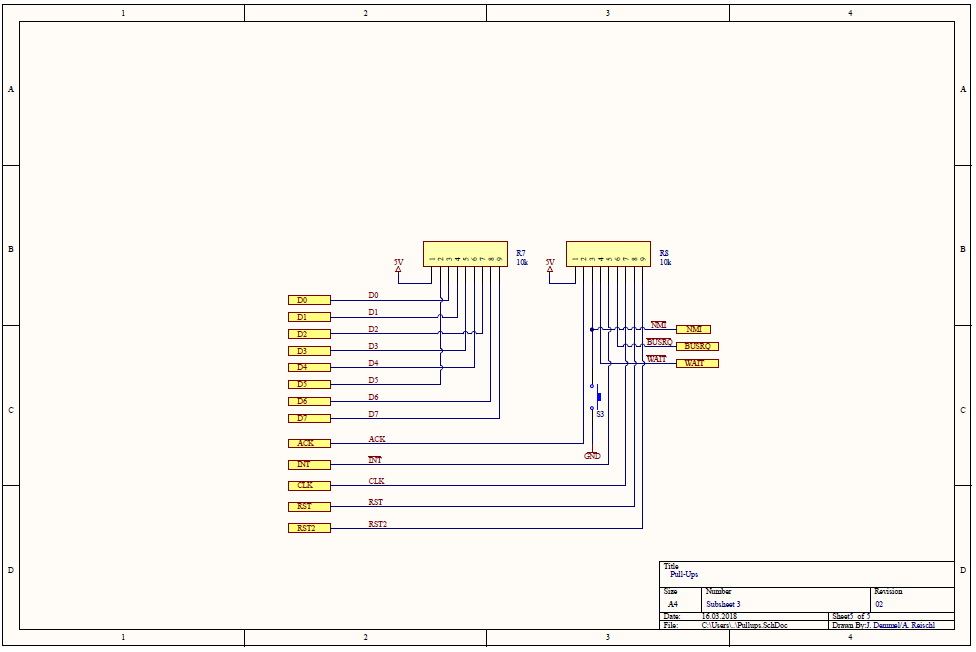 1 2 3 4
A A
B B
C C
D D
5V
1 2 3 4 5 6 7 8 9
R7
10k
5V
1 2 3 4 5 6 7 8 9
R8
10k
D0 D0
D1 D1
D2 D2
D3 D3
D4 D4
D5 D5
D6 D6
D7 D7
ACK ACK
INT INT
CLK CLK
RST RST
RST2 RST2
NMI NMI
BUSRQ BUSRQ
WAIT WAIT
S3
GND
Title
Pull-Ups
Size Number Revision
A4 Subsheet 3 02
Date: 16.03.2018 Sheet5 of 5
File: C:\Users\..\Pullups.SchDoc Drawn By:J. Demmel/A. Reischl
1 2 3 4